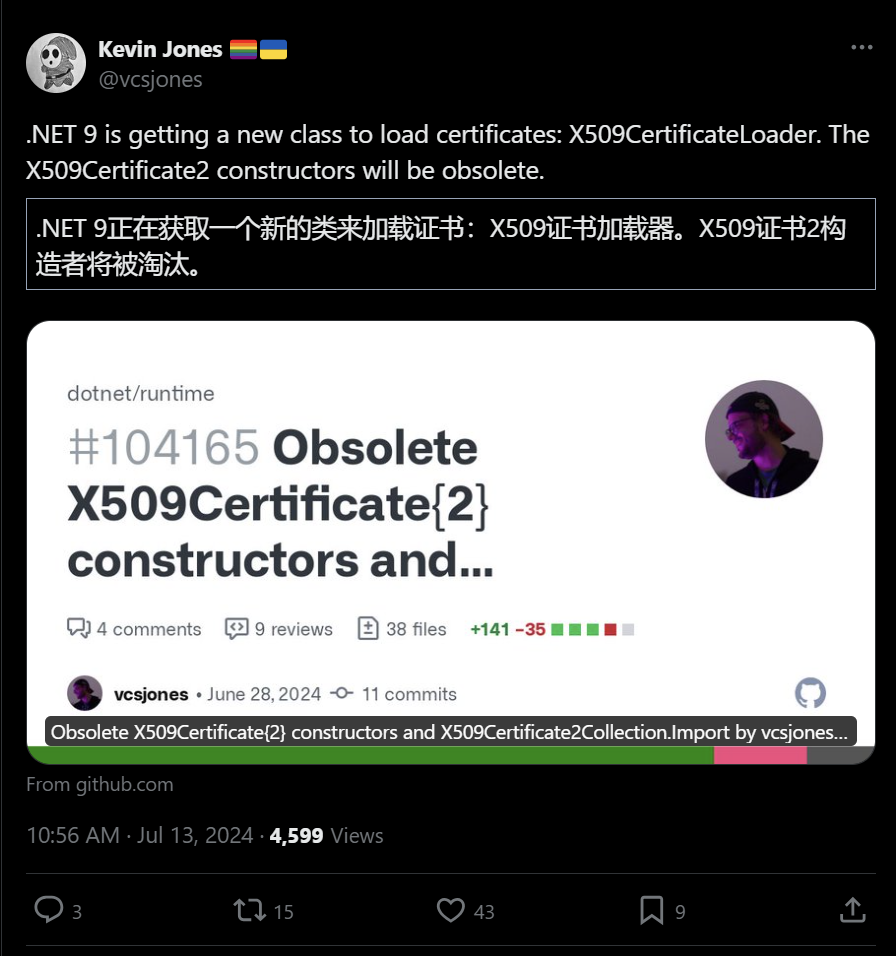 Kevin Jones
@vcsjones
.NET 9 is getting a new class to load certificates: X509CertificateLoader. The
X509Certificate2 constructors will be obsolete.
.NET 9正在获取一个新的类来加载证书：X509证书加载器。X509证书2构
造者将被淘汰。
dotnet/runtime
#104165 Obsolete
X509Certificate{2}
constructors and...
4 comments 9 reviews 38 files +141 −35
vcsjones • June 28, 2024 11 commits
Obsolete X509Certificate{2} constructors and X509Certificate2Collection.Import by vcsjones...
From github.com
10:56 AM · Jul 13, 2024 · 4,599 Views
3 15 43 9